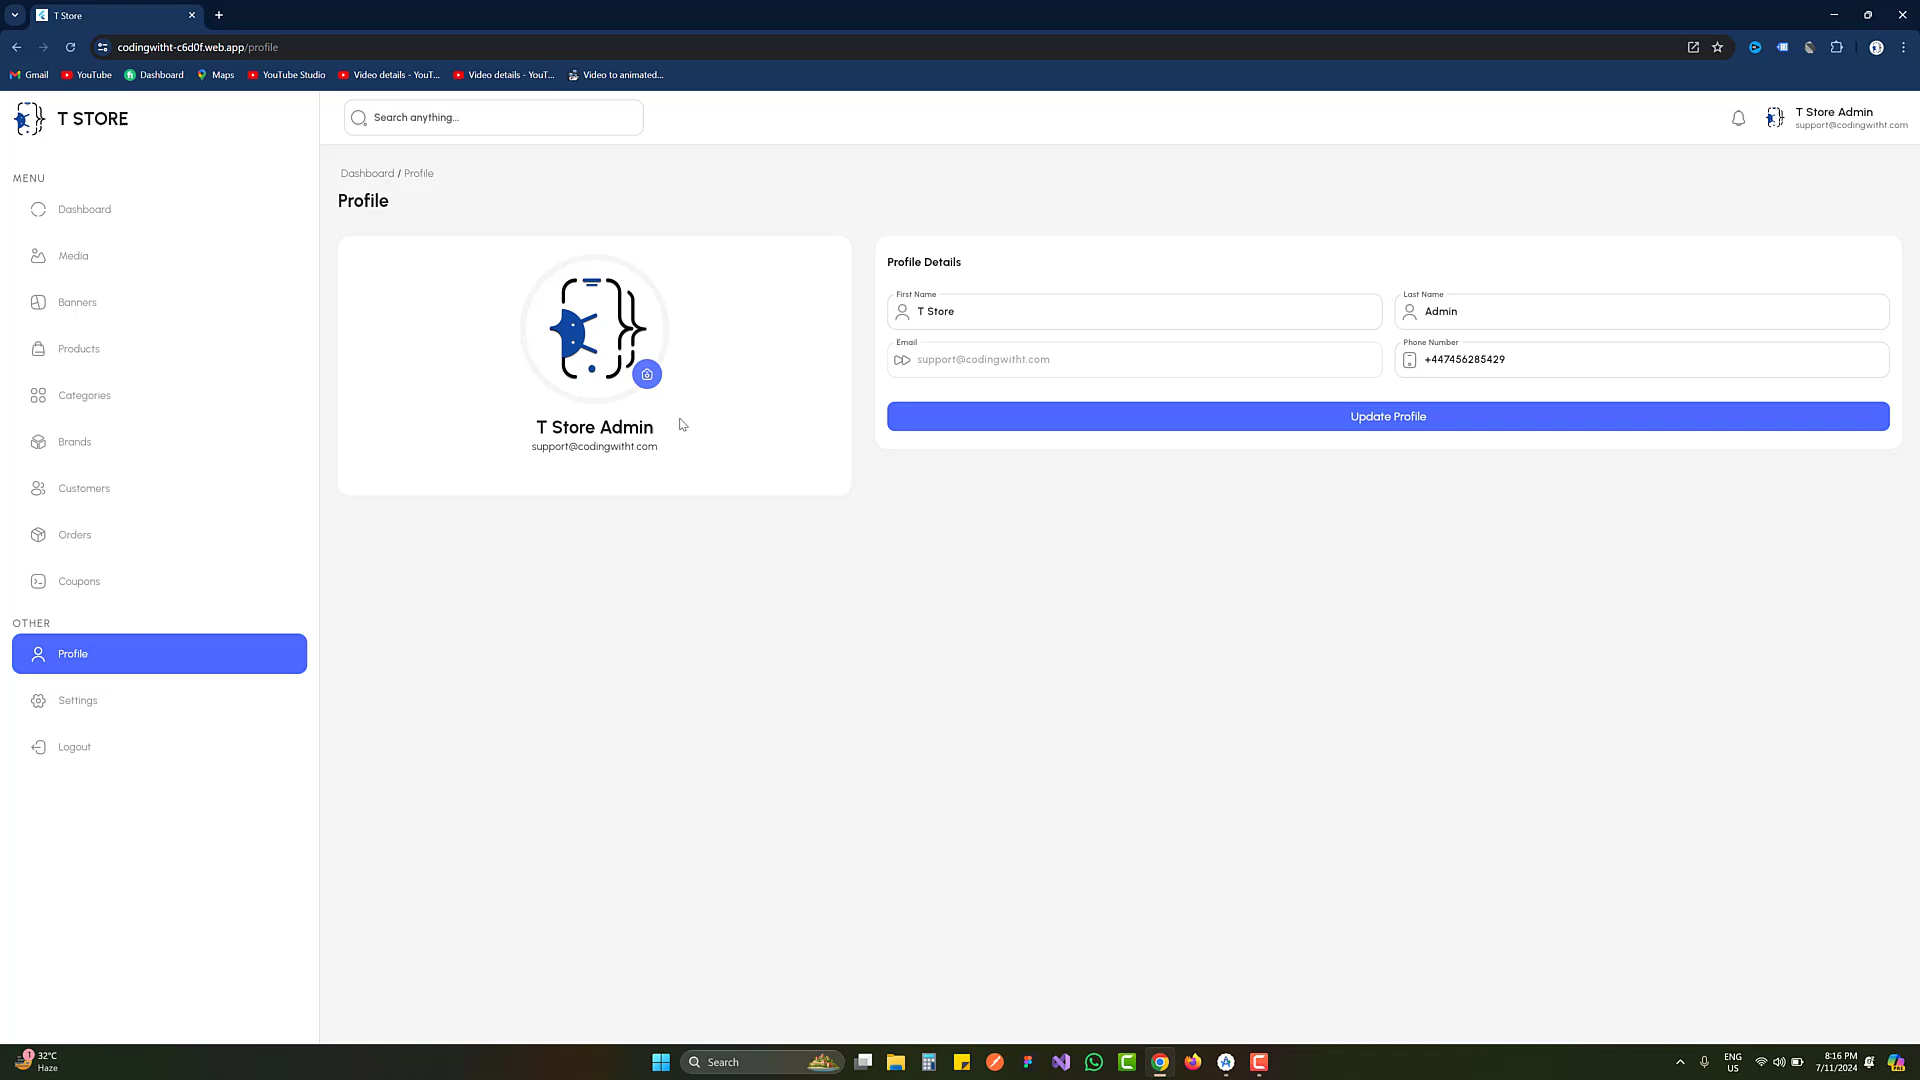 T Store
codingwitht-c6d0f.web.app/profile
Gmail
YouTube
Dashboard
Maps
YouTube Studio
Video details - YouT...
Video details - YouT...
Video to animated...
T STORE
Search anything...
T Store Admin
support@codingwitht.com
MENU
Dashboard
Media
Banners
Products
Categories
Brands
Customers
Orders
Coupons
OTHER
Profile
Settings
Logout
Dashboard / Profile
Profile
T Store Admin
support@codingwitht.com
Profile Details
First Name
T Store
Last Name
Admin
Email
support@codingwitht.com
Phone Number
+447456285429
Update Profile
1
32°C
Haze
Search
ENG
US
8:16 PM
7/11/2024